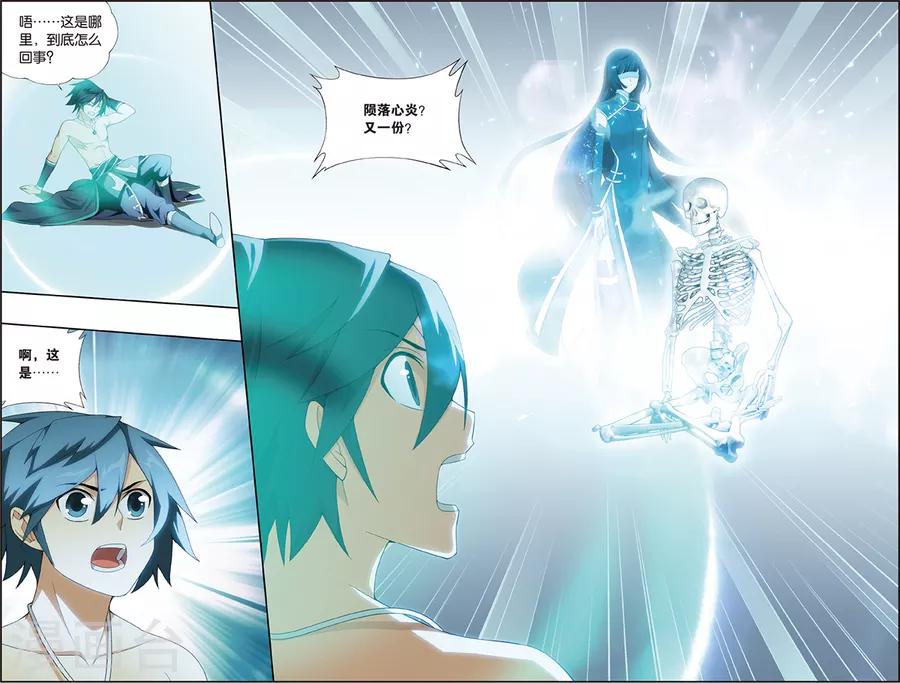 唔……这是哪
里，到底怎么
回事？
啊，这
是……
陨落心炎？
又一份？
漫画台